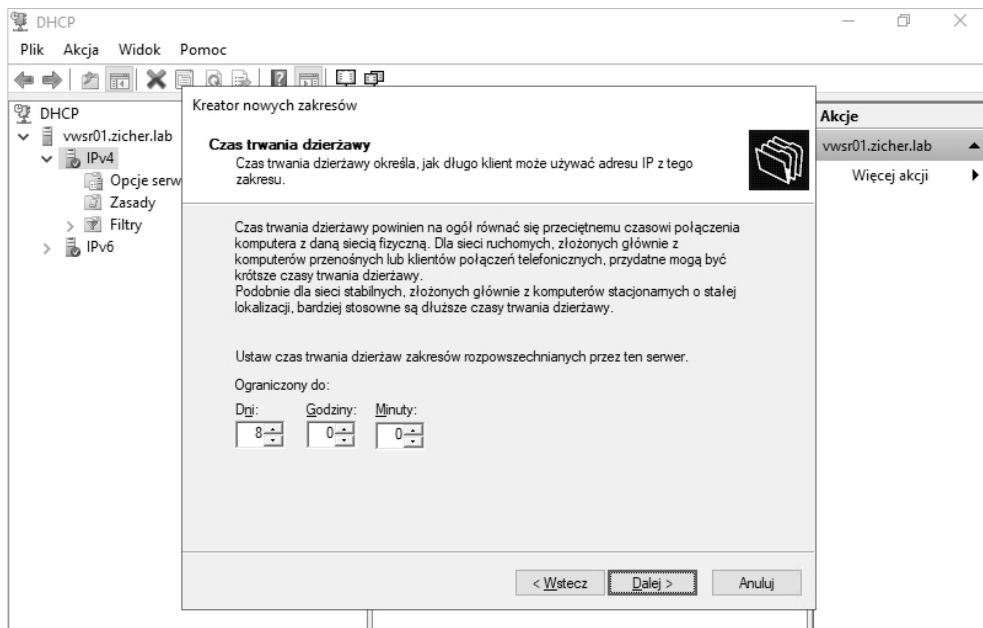 DHCP
Plik Akcja Widok Pomoc
DHCP
vwsr01.zicher.lab
IPv4
Opcje serw
Zasady
Filtry
IPv6
Kreator nowych zakresów
Czas trwania dzierżawy
Czas trwania dzierżawy określa, jak długo klient może używać adresu IP z tego
zakresu.
Czas trwania dzierżawy powinien na ogół równać się przeciętnemu czasowi połączenia
komputera z daną siecią fizyczną. Dla sieci ruchomych, złożonych głównie z
komputerów przenośnych lub klientów połączeń telefonicznych, przydatne mogą być
krótsze czasy trwania dzierżawy.
Podobnie dla sieci stabilnych, złożonych głównie z komputerów stacjonarnych o stałej
lokalizacji, bardziej stosowne są dłuższe czasy trwania dzierżawy.
Ustaw czas trwania dzierżaw zakresów rozpowszechnianych przez ten serwer.
Ograniczony do:
Dni: Godziny: Minuty:
8 0 0
< Wstecz Dalej > Anuluj
Akcje
vwsr01.zicher.lab
Więcej akcji